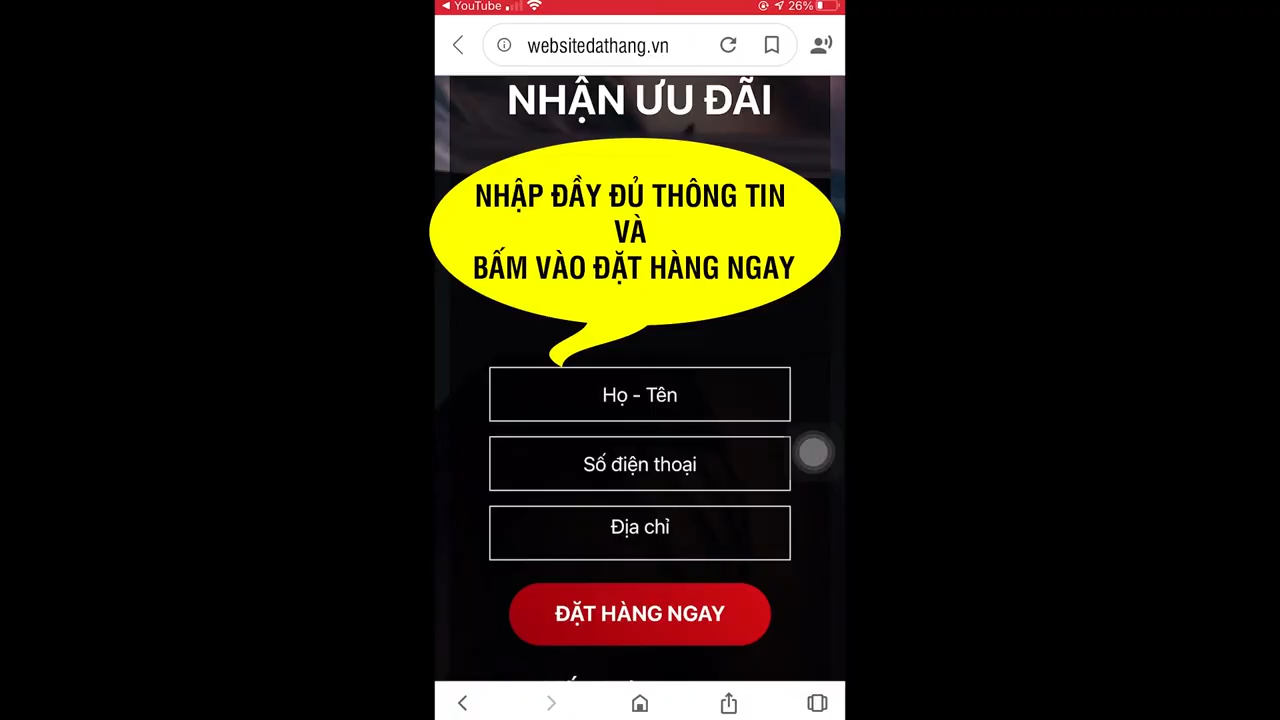 YouTube
26%
websitedathang.vn
NHẬN ƯU ĐÃI
NHẬP ĐẦY ĐỦ THÔNG TIN
VÀ
BẤM VÀO ĐẶT HÀNG NGAY
Họ - Tên
Số điện thoại
Địa chỉ
ĐẶT HÀNG NGAY